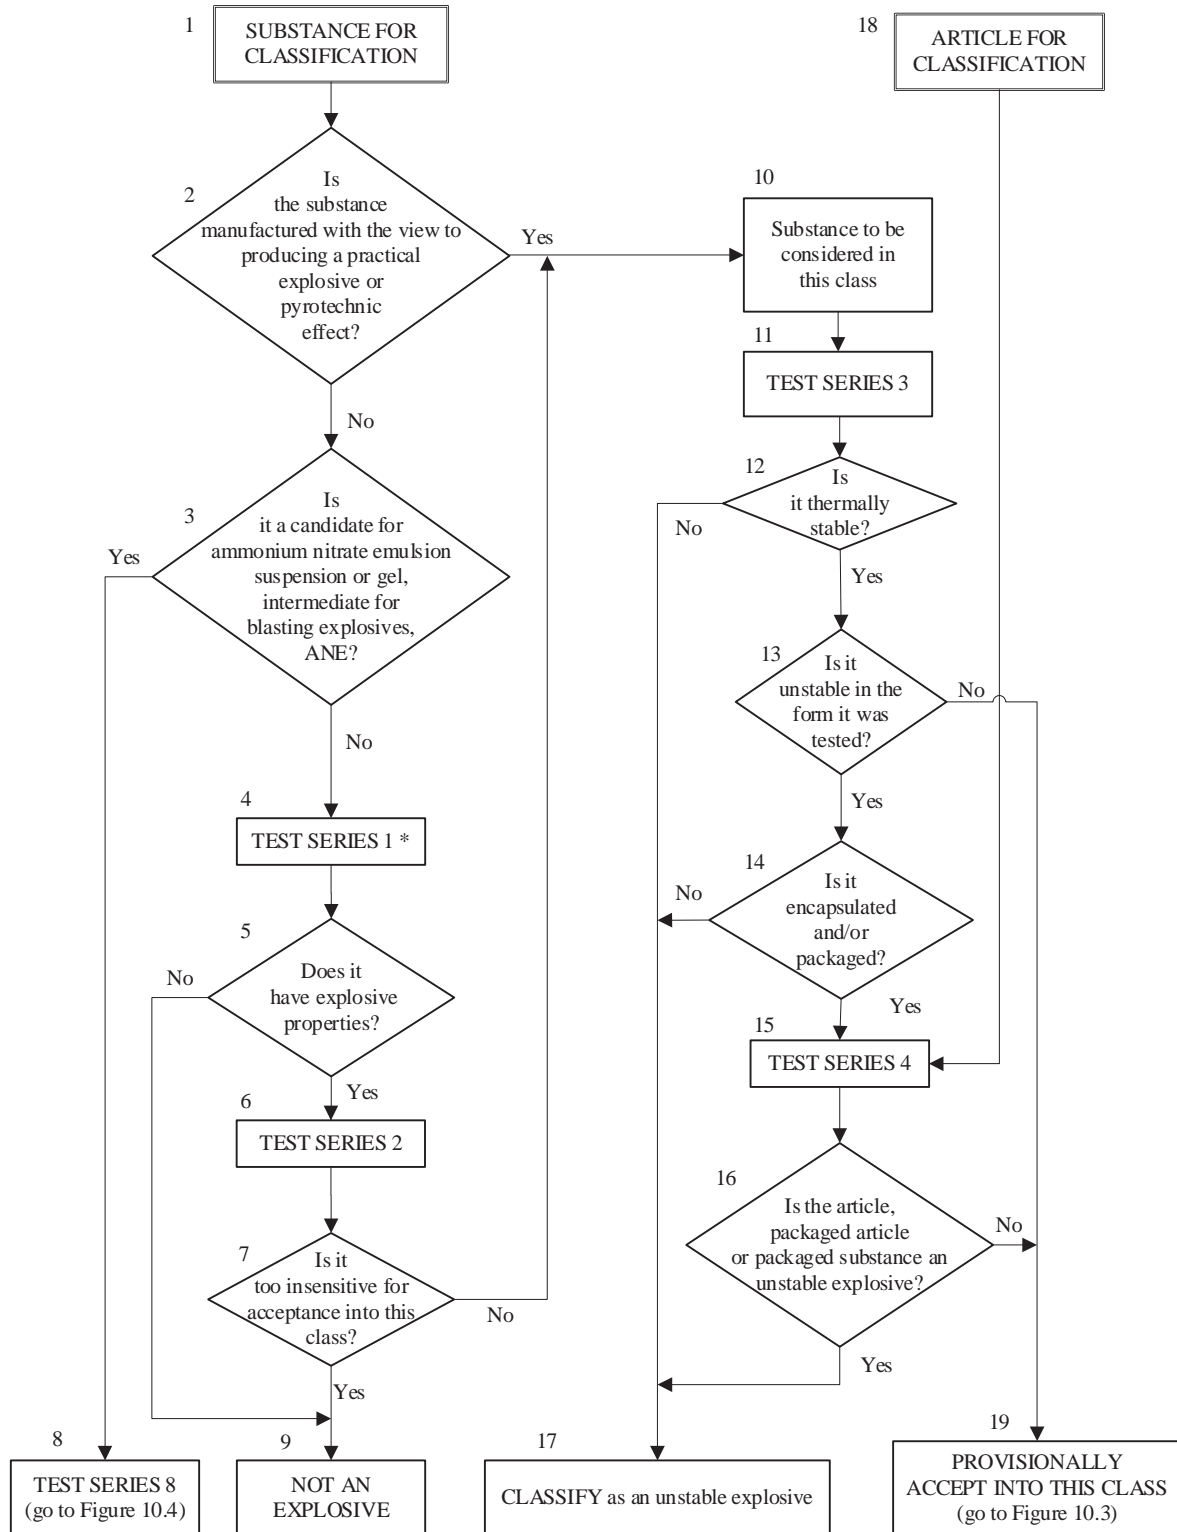 1
SUBSTANCE FOR
CLASSIFICATION
18
ARTICLE FOR
CLASSIFICATION
2
Is
the substance
manufactured with the view to
producing a practical
explosive or
pyrotechnic
effect?
Yes
No
10
Substance to be
considered in
this class
11
TEST SERIES 3
12
Is
it thermally
stable?
No
Yes
3
Is
it a candidate for
ammonium nitrate emulsion
suspension or gel,
intermediate for
blasting explosives,
ANE?
Yes
No
13
Is it
unstable in the
form it was
tested?
No
Yes
4
TEST SERIES 1 *
14
Is it
encapsulated
and/or
packaged?
No
Yes
5
Does it
have explosive
properties?
No
Yes
15
TEST SERIES 4
6
TEST SERIES 2
16
Is the article,
packaged article
or packaged substance an
unstable explosive?
No
Yes
7
Is it
too insensitive for
acceptance into this
class?
No
Yes
8
TEST SERIES 8
(go to Figure 10.4)
9
NOT AN
EXPLOSIVE
17
CLASSIFY as an unstable explosive
19
PROVISIONALLY
ACCEPT INTO THIS CLASS
(go to Figure 10.3)